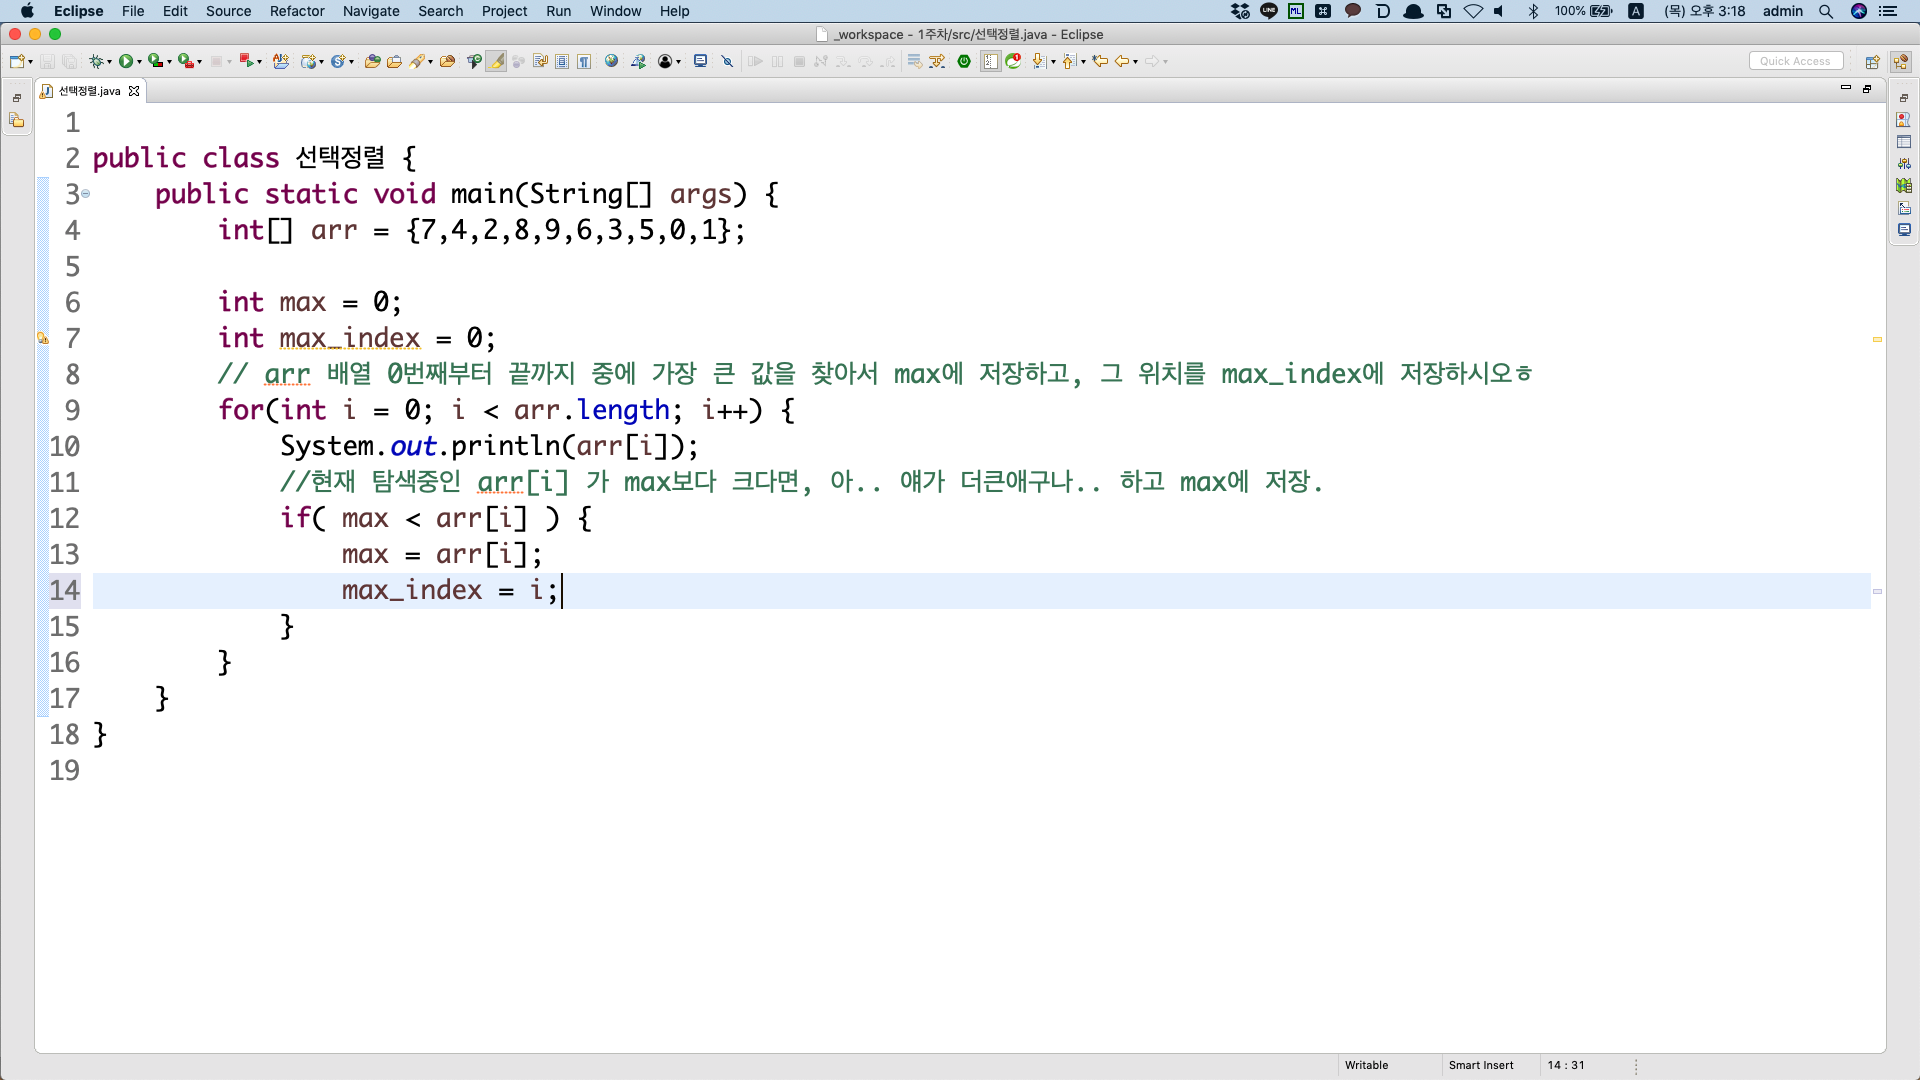 Eclipse File Edit Source Refactor Navigate Search Project Run Window Help 100% A (목) 오후 3:18 admin
_workspace - 1주차/src/선택정렬.java - Eclipse
Quick Access
선택정렬.java
1
2 public class 선택정렬 {
3 public static void main(String[] args) {
4 int[] arr = {7,4,2,8,9,6,3,5,0,1};
5
6 int max = 0;
7 int max_index = 0;
8 // arr 배열 0번째부터 끝까지 중에 가장 큰 값을 찾아서 max에 저장하고, 그 위치를 max_index에 저장하시오ㅎ
9 for(int i = 0; i < arr.length; i++) {
10 System.out.println(arr[i]);
11 //현재 탐색중인 arr[i] 가 max보다 크다면, 아.. 얘가 더큰애구나.. 하고 max에 저장.
12 if( max < arr[i] ) {
13 max = arr[i];
14 max_index = i;
15 }
16 }
17 }
18 }
19
Writable Smart Insert 14 : 31